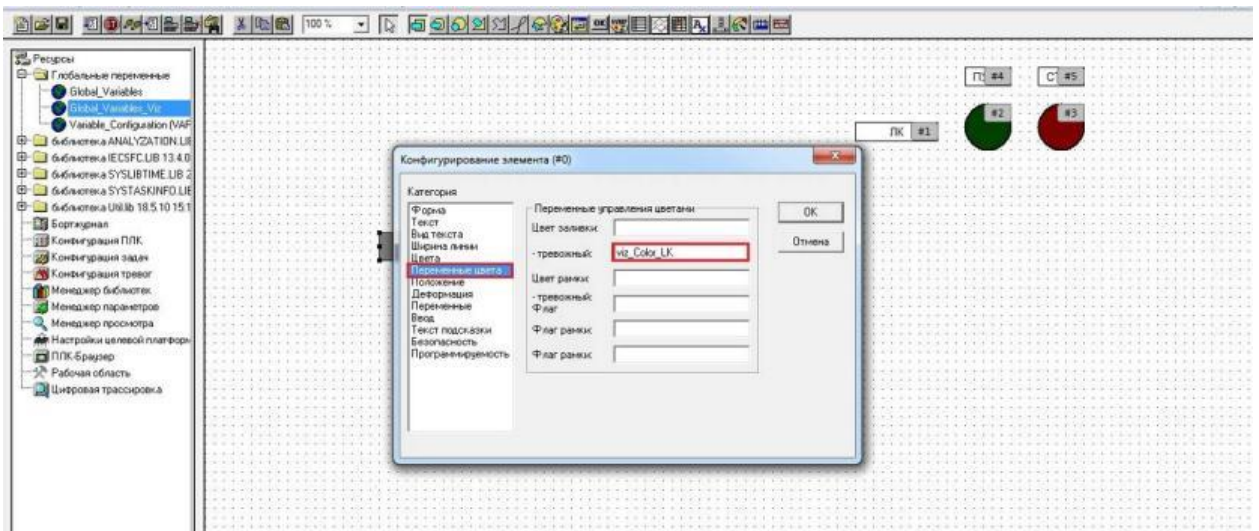 100 %
Ресурсы
Глобальные переменные
Global_Variables
Global_Variables_Viz
Variable_Configuration (VAR
библиотека ANALYZATION.LIB
библиотека IECSFC.LIB 13.4.0
библиотека SYSLIBTIME.LIB 2
библиотека SYSTASKINFO.LIB
библиотека Util.lib 18.5.10 15:1
Бортжурнал
Конфигурация ПЛК
Конфигурация задач
Конфигурация тревог
Менеджер библиотек
Менеджер параметров
Менеджер просмотра
Настройки целевой платформ
ПЛК-Браузер
Рабочая область
Цифровая трассировка
#4
#5
#2
#3
ЛК #1
Конфигурирование элемента (#0)
Категория
Форма
Текст
Вид текста
Ширина линии
Цвета
Переменные цвета
Положение
Деформация
Переменные
Ввод
Текст подсказки
Безопасность
Программируемость
Переменные управления цветами
Цвет заливки:
- тревожный: viz_Color_LK
Цвет рамки:
- тревожный:
Флаг
Флаг рамки:
Флаг рамки:
OK
Отмена